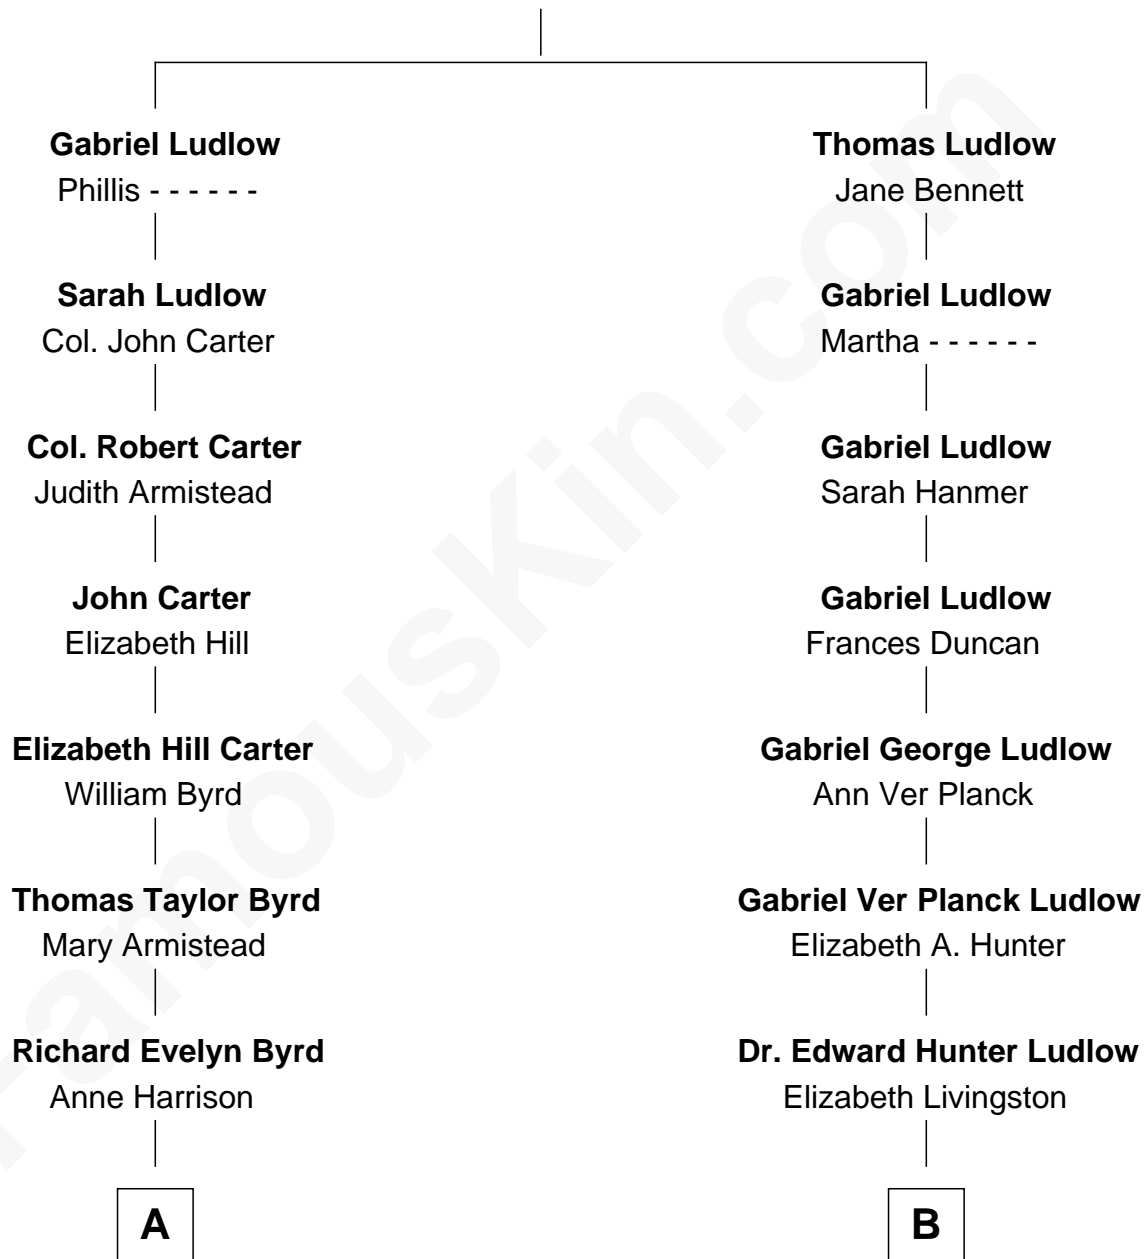 Gabriel Ludlow
Phillis - - - - - -
Thomas Ludlow
Jane Bennett
Sarah Ludlow
Col. John Carter
Gabriel Ludlow
Martha - - - - - -
Col. Robert Carter
Judith Armistead
Gabriel Ludlow
Sarah Hanmer
John Carter
Elizabeth Hill
Gabriel Ludlow
Frances Duncan
Elizabeth Hill Carter
William Byrd
Gabriel George Ludlow
Ann Ver Planck
Thomas Taylor Byrd
Mary Armistead
Gabriel Ver Planck Ludlow
Elizabeth A. Hunter
Richard Evelyn Byrd
Anne Harrison
Dr. Edward Hunter Ludlow
Elizabeth Livingston
A
B
FamousKin.com